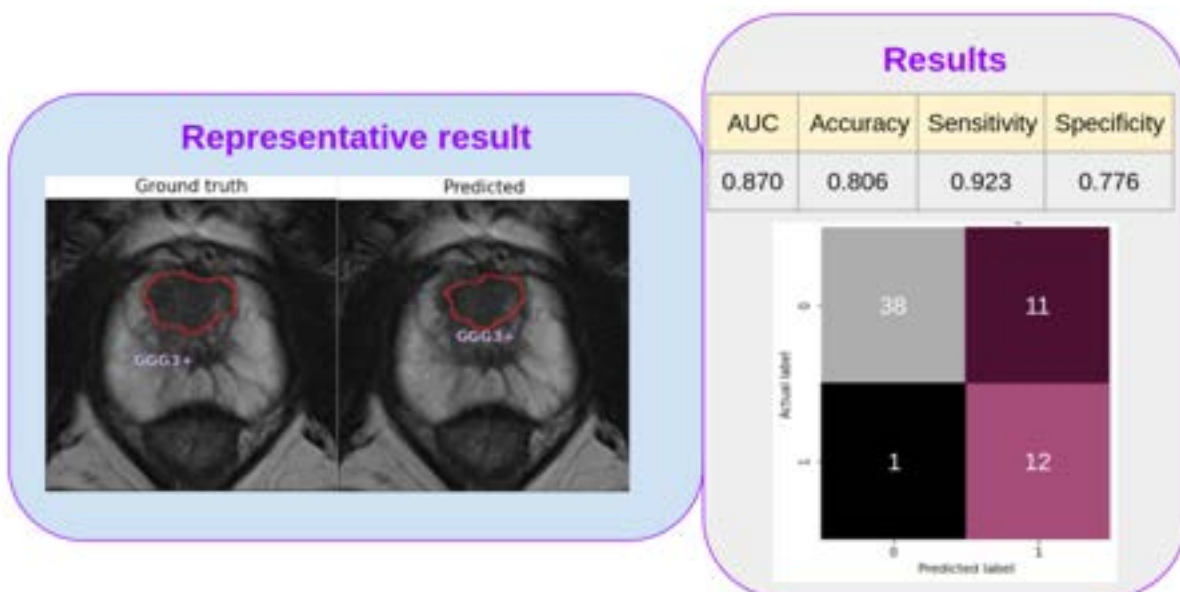 Representative result
Ground truth Predicted
GGG3+ GGG3+
Results
AUC Accuracy Sensitivity Specificity
0.870 0.806 0.923 0.776
0 38 11
Actual label
1 1 12
0 1
Predicted label